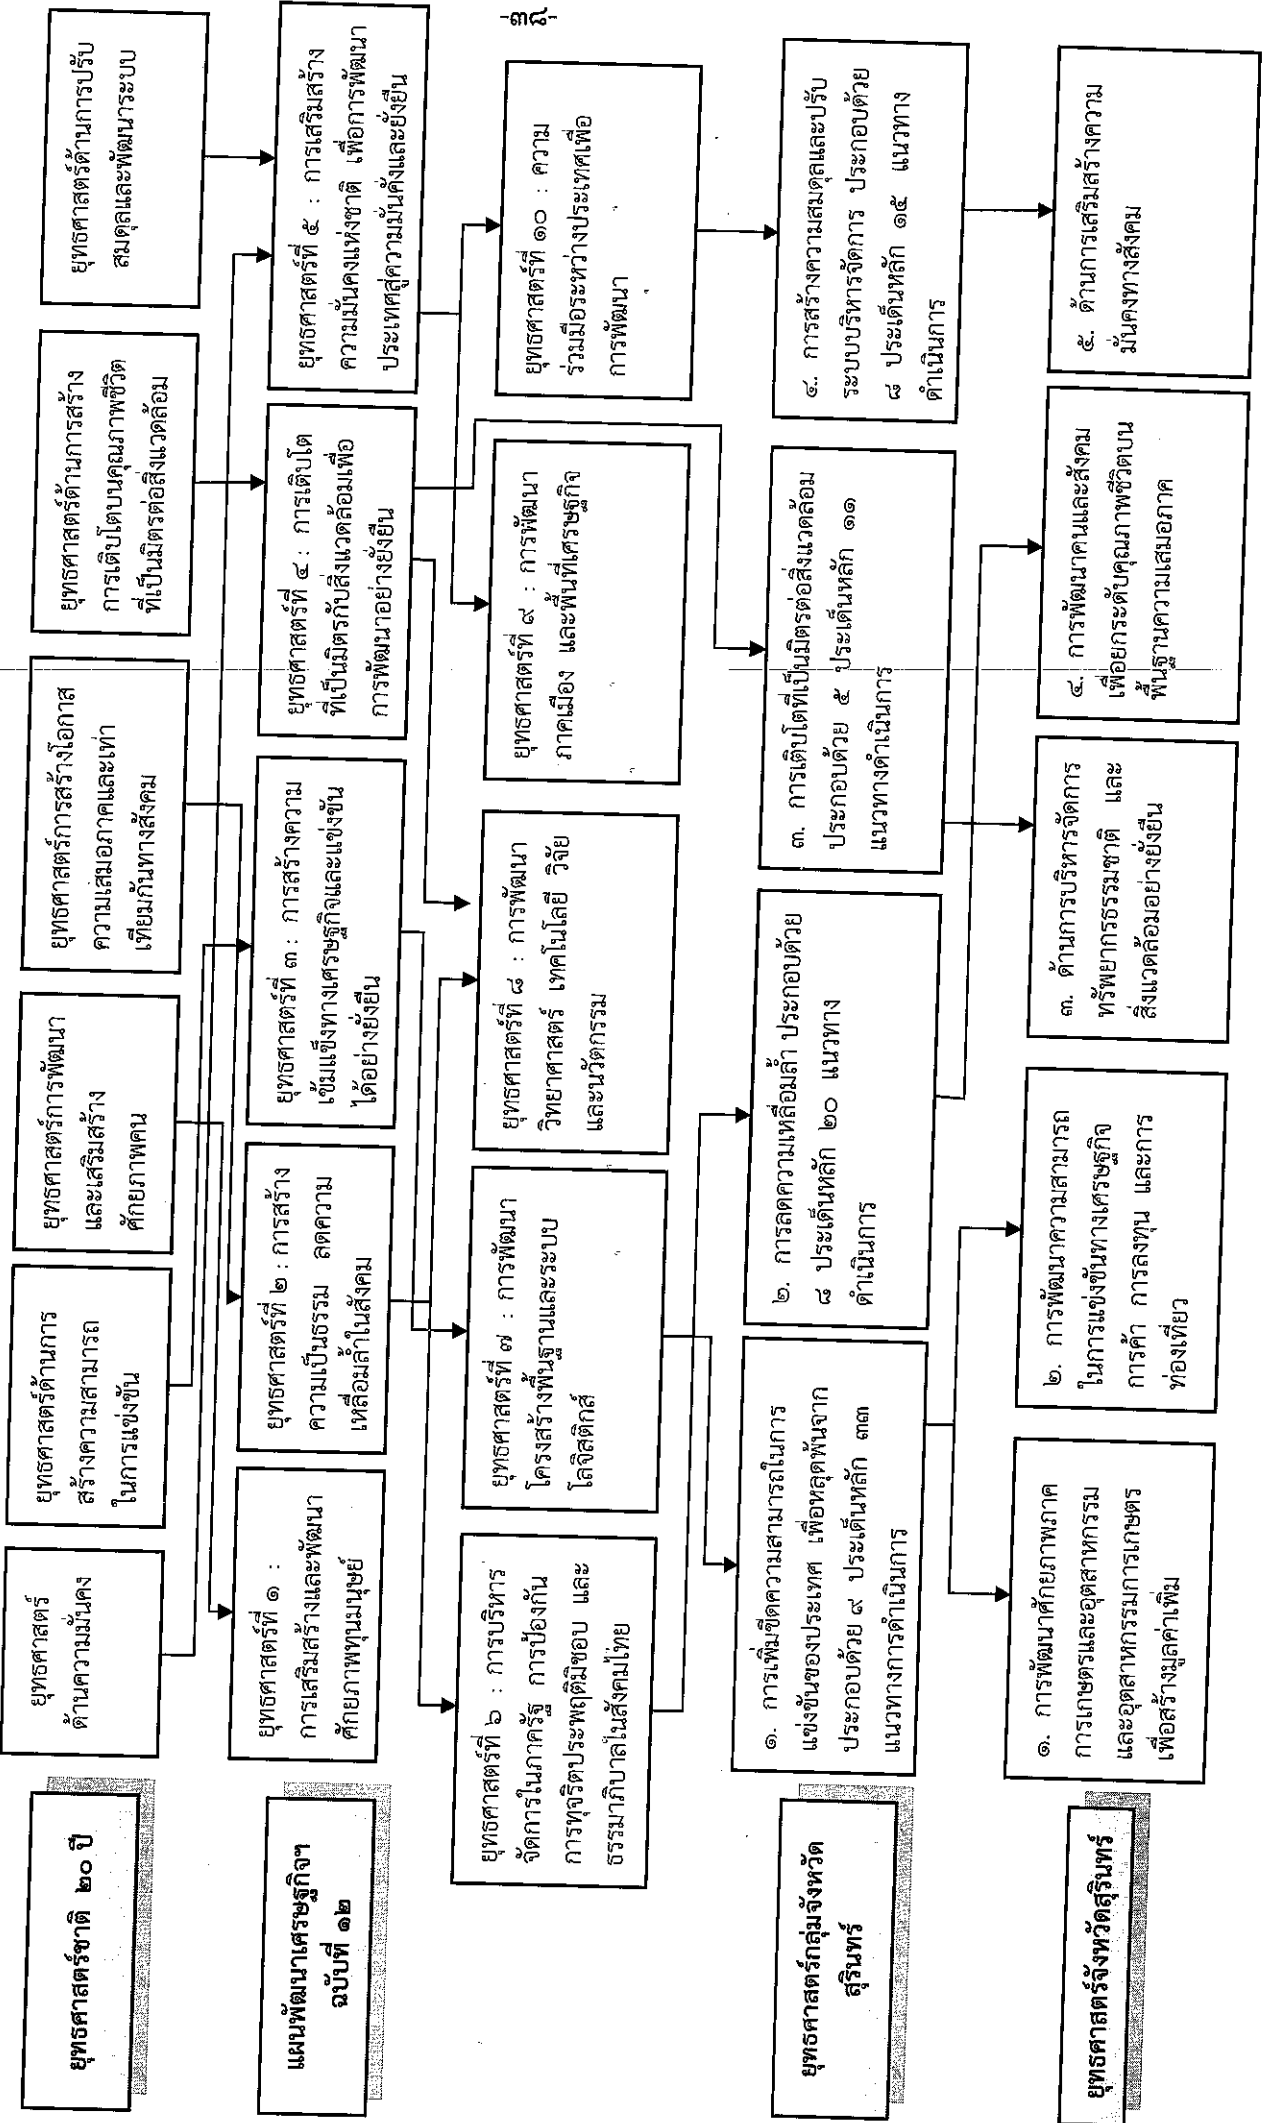 -๓๘-
ยุทธศาสตร์ชาติ ๒๐ ปี
ยุทธศาสตร์
ด้านความมั่นคง
ยุทธศาสตร์ด้านการ
สร้างความสามารถ
ในการแข่งขัน
ยุทธศาสตร์การพัฒนา
และเสริมสร้าง
ศักยภาพคน
ยุทธศาสตร์การสร้างโอกาส
ความเสมอภาคและเท่า
เทียมกันทางสังคม
ยุทธศาสตร์ด้านการสร้าง
การเติบโตบนคุณภาพชีวิต
ที่เป็นมิตรต่อสิ่งแวดล้อม
ยุทธศาสตร์ด้านการปรับ
สมดุลและพัฒนาระบบ
แผนพัฒนาเศรษฐกิจฯ
ฉบับที่ ๑๒
ยุทธศาสตร์ที่ ๑ :
การเสริมสร้างและพัฒนา
ศักยภาพทุนมนุษย์
ยุทธศาสตร์ที่ ๒ : การสร้าง
ความเป็นธรรม ลดความ
เหลื่อมล้ำในสังคม
ยุทธศาสตร์ที่ ๓ : การสร้างความ
เข้มแข็งทางเศรษฐกิจและแข่งขัน
ได้อย่างยั่งยืน
ยุทธศาสตร์ที่ ๔ : การเติบโต
ที่เป็นมิตรกับสิ่งแวดล้อมเพื่อ
การพัฒนาอย่างยั่งยืน
ยุทธศาสตร์ที่ ๕ : การเสริมสร้าง
ความมั่นคงแห่งชาติ เพื่อการพัฒนา
ประเทศสู่ความมั่นคั่งและยั่งยืน
ยุทธศาสตร์ที่ ๖ : การบริหาร
จัดการในภาครัฐ การป้องกัน
การทุจริตประพฤติมิชอบ และ
ธรรมาภิบาลในสังคมไทย
ยุทธศาสตร์ที่ ๗ : การพัฒนา
โครงสร้างพื้นฐานและระบบ
โลจิสติกส์
ยุทธศาสตร์ที่ ๘ : การพัฒนา
วิทยาศาสตร์ เทคโนโลยี วิจัย
และนวัตกรรม
ยุทธศาสตร์ที่ ๙ : การพัฒนา
ภาคเมือง และพื้นที่เศรษฐกิจ
ยุทธศาสตร์ที่ ๑๐ : ความ
ร่วมมือระหว่างประเทศเพื่อ
การพัฒนา
ยุทธศาสตร์กลุ่มจังหวัด
สุรินทร์
๑. การเพิ่มขีดความสามารถในการ
แข่งขันของประเทศ เพื่อหลุดพ้นจาก
ประกอบด้วย ๙ ประเด็นหลัก ๓๓
แนวทางการดำเนินการ
๒. การลดความเหลื่อมล้ำ ประกอบด้วย
๘ ประเด็นหลัก ๒๐ แนวทาง
ดำเนินการ
๓. การเติบโตที่เป็นมิตรต่อสิ่งแวดล้อม
ประกอบด้วย ๕ ประเด็นหลัก ๑๑
แนวทางดำเนินการ
๔. การสร้างความสมดุลและปรับ
ระบบบริหารจัดการ ประกอบด้วย
๘ ประเด็นหลัก ๑๕ แนวทาง
ดำเนินการ
ยุทธศาสตร์จังหวัดสุรินทร์
๑. การพัฒนาศักยภาพภาค
การเกษตรและอุตสาหกรรม
และอุตสาหกรรมการเกษตร
เพื่อสร้างมูลค่าเพิ่ม
๒. การพัฒนาความสามารถ
ในการแข่งขันทางเศรษฐกิจ
การค้า การลงทุน และการ
ท่องเที่ยว
๓. ด้านการบริหารจัดการ
ทรัพยากรธรรมชาติ และ
สิ่งแวดล้อมอย่างยั่งยืน
๔. การพัฒนาคนและสังคม
เพื่อยกระดับคุณภาพชีวิตบน
พื้นฐานความเสมอภาค
๕. ด้านการเสริมสร้างความ
มั่นคงทางสังคม